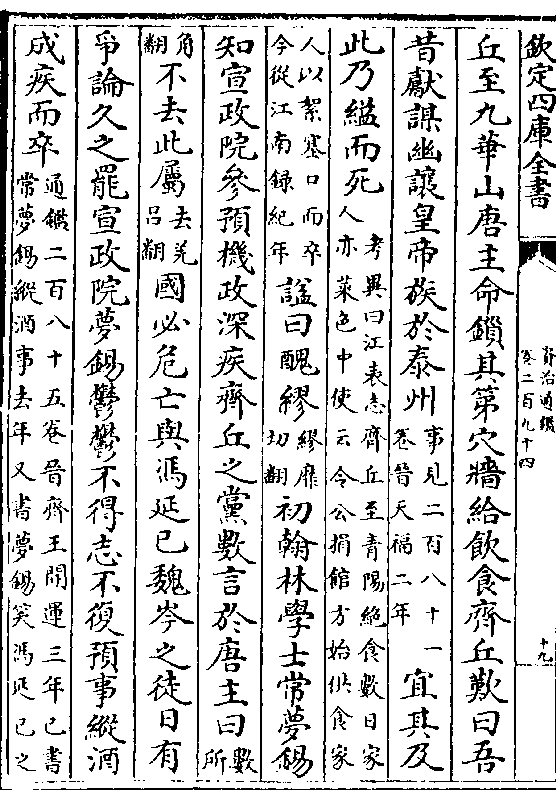 欽定四庫全書
資治通鑑
卷二百九十四
十九
丘至九華山唐主命鎖其第穴牆給飲食齊丘歎曰吾
昔獻謀幽讓皇帝族於泰州事見二百八十一卷晉天福二年宜其及
此乃縊而死考異曰江表志齊丘至青陽絶食數日家人亦菜色中使云令公捐館方始供食家
人以絮塞口而卒今從江南録紀年諡曰醜繆繆靡切翻初翰林學士常夢錫
知宣政院參預機政深疾齊丘之黨數言於唐主曰數所
角翻不去此屬去羌呂翻國必危亡與馮延已魏岑之徒日有
爭論久之罷宣政院夢錫鬱鬱不得志不復預事縱酒
成疾而卒通鑑二百八十五卷晉齊王開運三年已書常夢錫縱酒事去年又書夢錫笑馮延已之